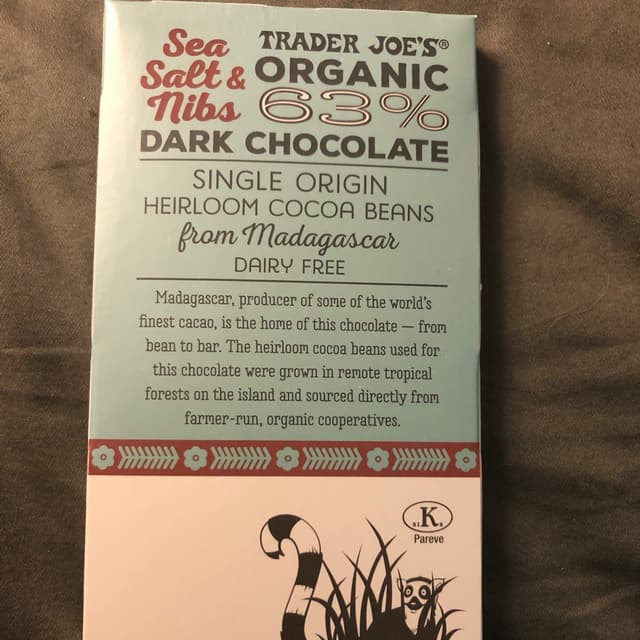 Sea Salt & Nibs
TRADER JOE'S®
ORGANIC
63%
DARK CHOCOLATE
SINGLE ORIGIN
HEIRLOOM COCOA BEANS
from Madagascar
DAIRY FREE
Madagascar, producer of some of the world's
finest cacao, is the home of this chocolate — from
bean to bar. The heirloom cocoa beans used for
this chocolate were grown in remote tropical
forests on the island and sourced directly from
farmer-run, organic cooperatives.
K
Pareve